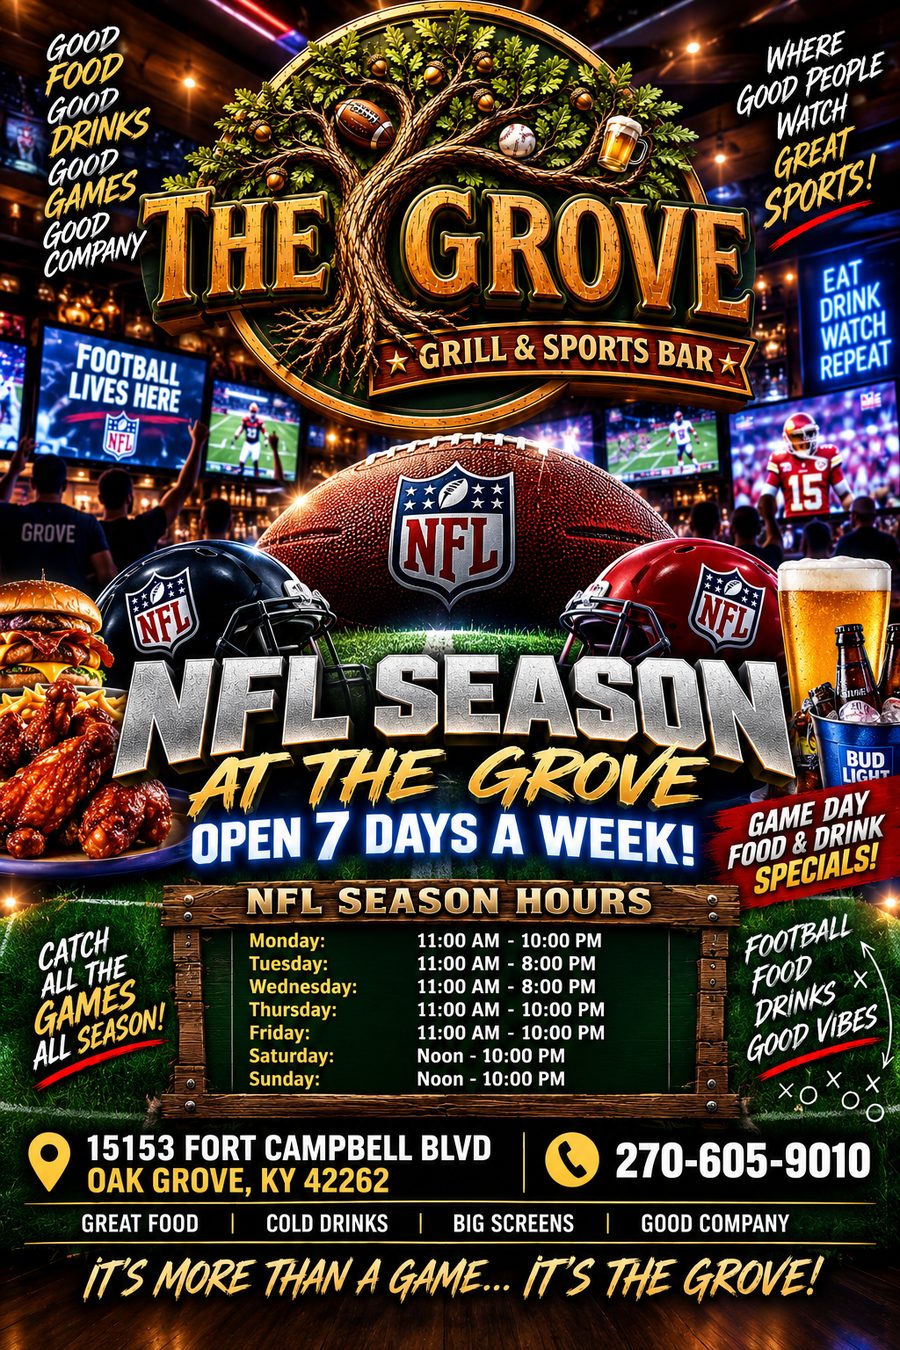 GOOD
FOOD
GOOD
DRINKS
GOOD
GAMES
GOOD
COMPANY
WHERE
GOOD PEOPLE
WATCH
GREAT
SPORTS!
THE GROVE
GRILL & SPORTS BAR
EAT
DRINK
WATCH
REPEAT
FOOTBALL
LIVES HERE
NFL
15
GROVE
NFL
NFL
NFL
NFL SEASON
AT THE GROVE
OPEN 7 DAYS A WEEK!
BUD
LIGHT
GAME DAY
FOOD & DRINK
SPECIALS!
NFL SEASON HOURS
Monday: 11:00 AM - 10:00 PM
Tuesday: 11:00 AM - 8:00 PM
Wednesday: 11:00 AM - 8:00 PM
Thursday: 11:00 AM - 10:00 PM
Friday: 11:00 AM - 10:00 PM
Saturday: Noon - 10:00 PM
Sunday: Noon - 10:00 PM
CATCH
ALL THE
GAMES
ALL SEASON!
FOOTBALL
FOOD
DRINKS
GOOD VIBES
15153 FORT CAMPBELL BLVD
OAK GROVE, KY 42262
270-605-9010
GREAT FOOD | COLD DRINKS | BIG SCREENS | GOOD COMPANY
IT'S MORE THAN A GAME... IT'S THE GROVE!